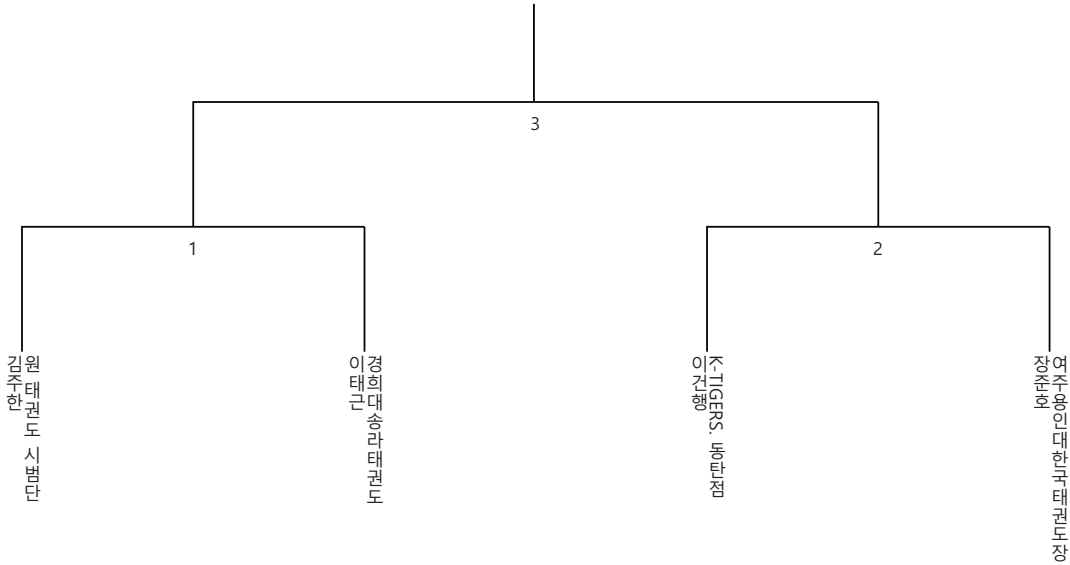 3
1
2
원 태권도 시범단
김주한
경희대송라태권도
이태근
K-TIGERS. 동탄점
이건행
여주용인대한국태권도장
장준호